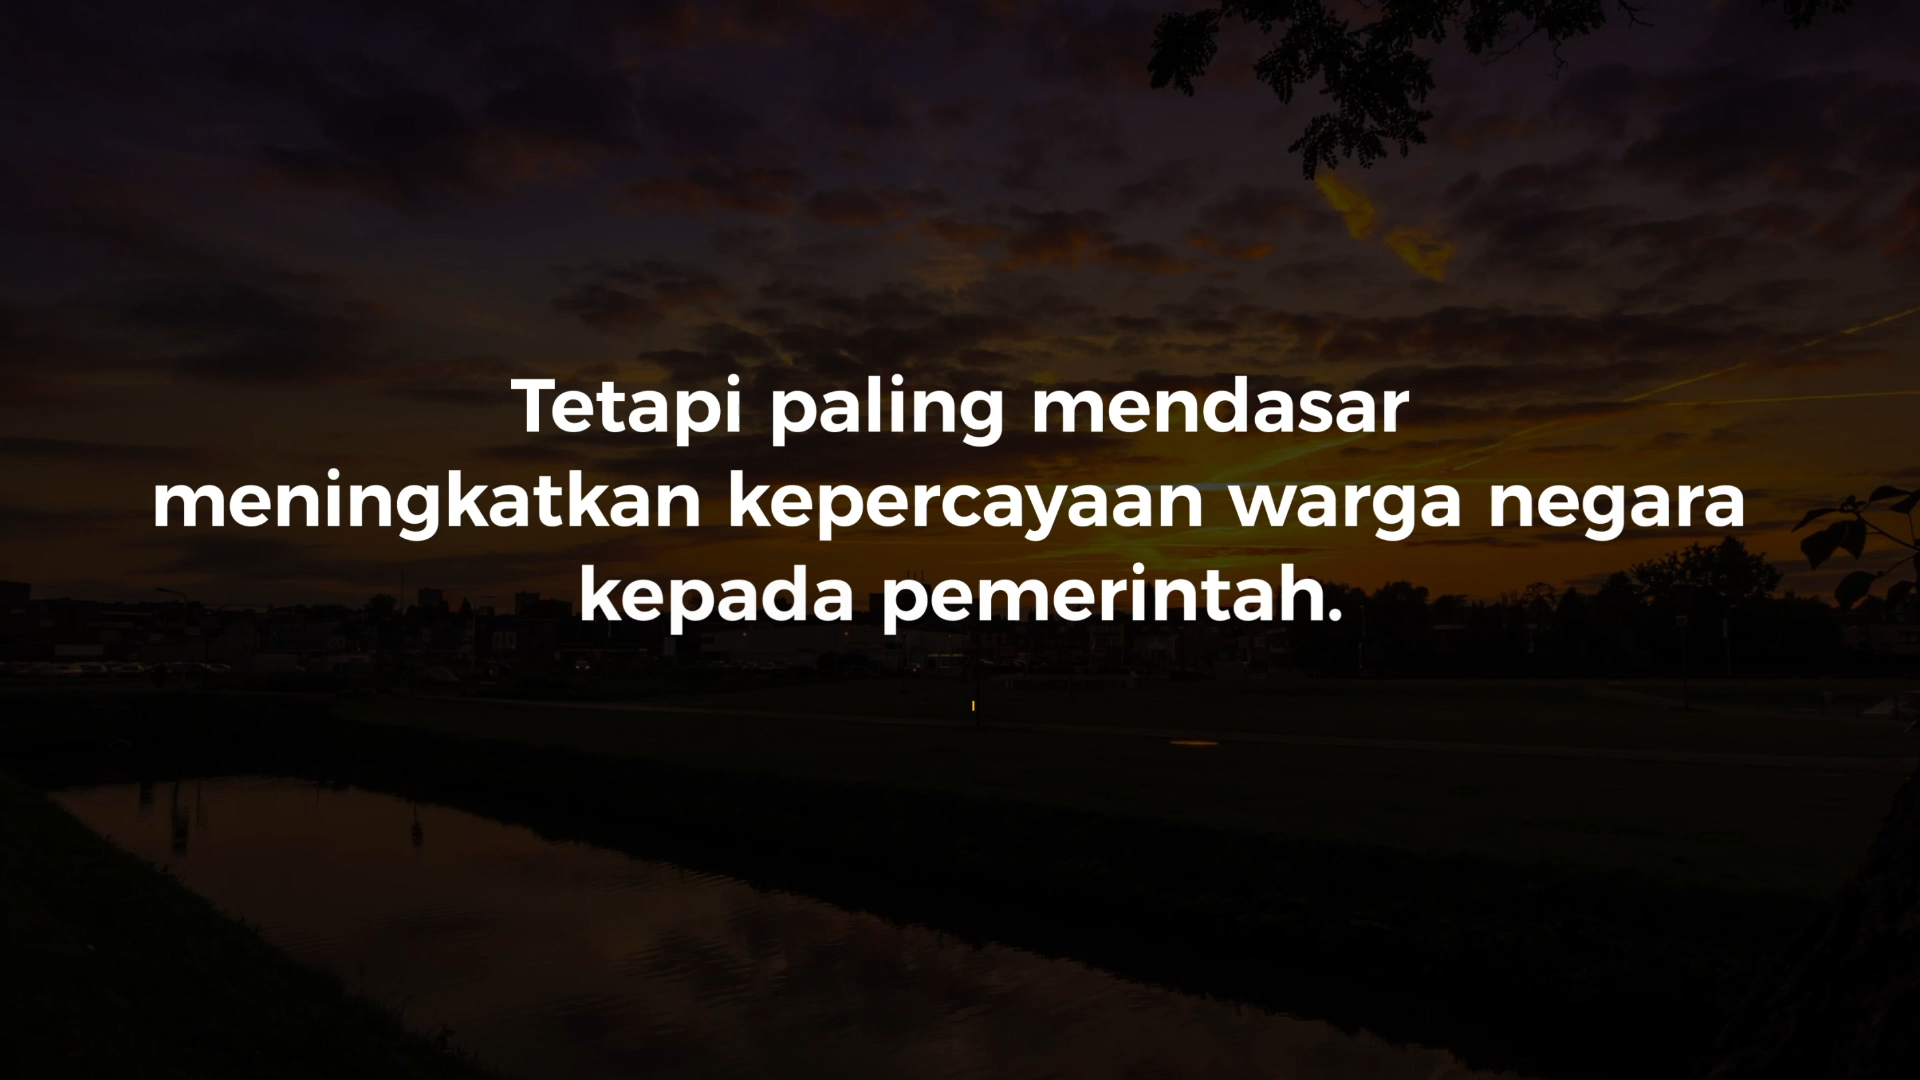 Tetapi paling mendasar
meningkatkan kepercayaan warga negara
kepada pemerintah.